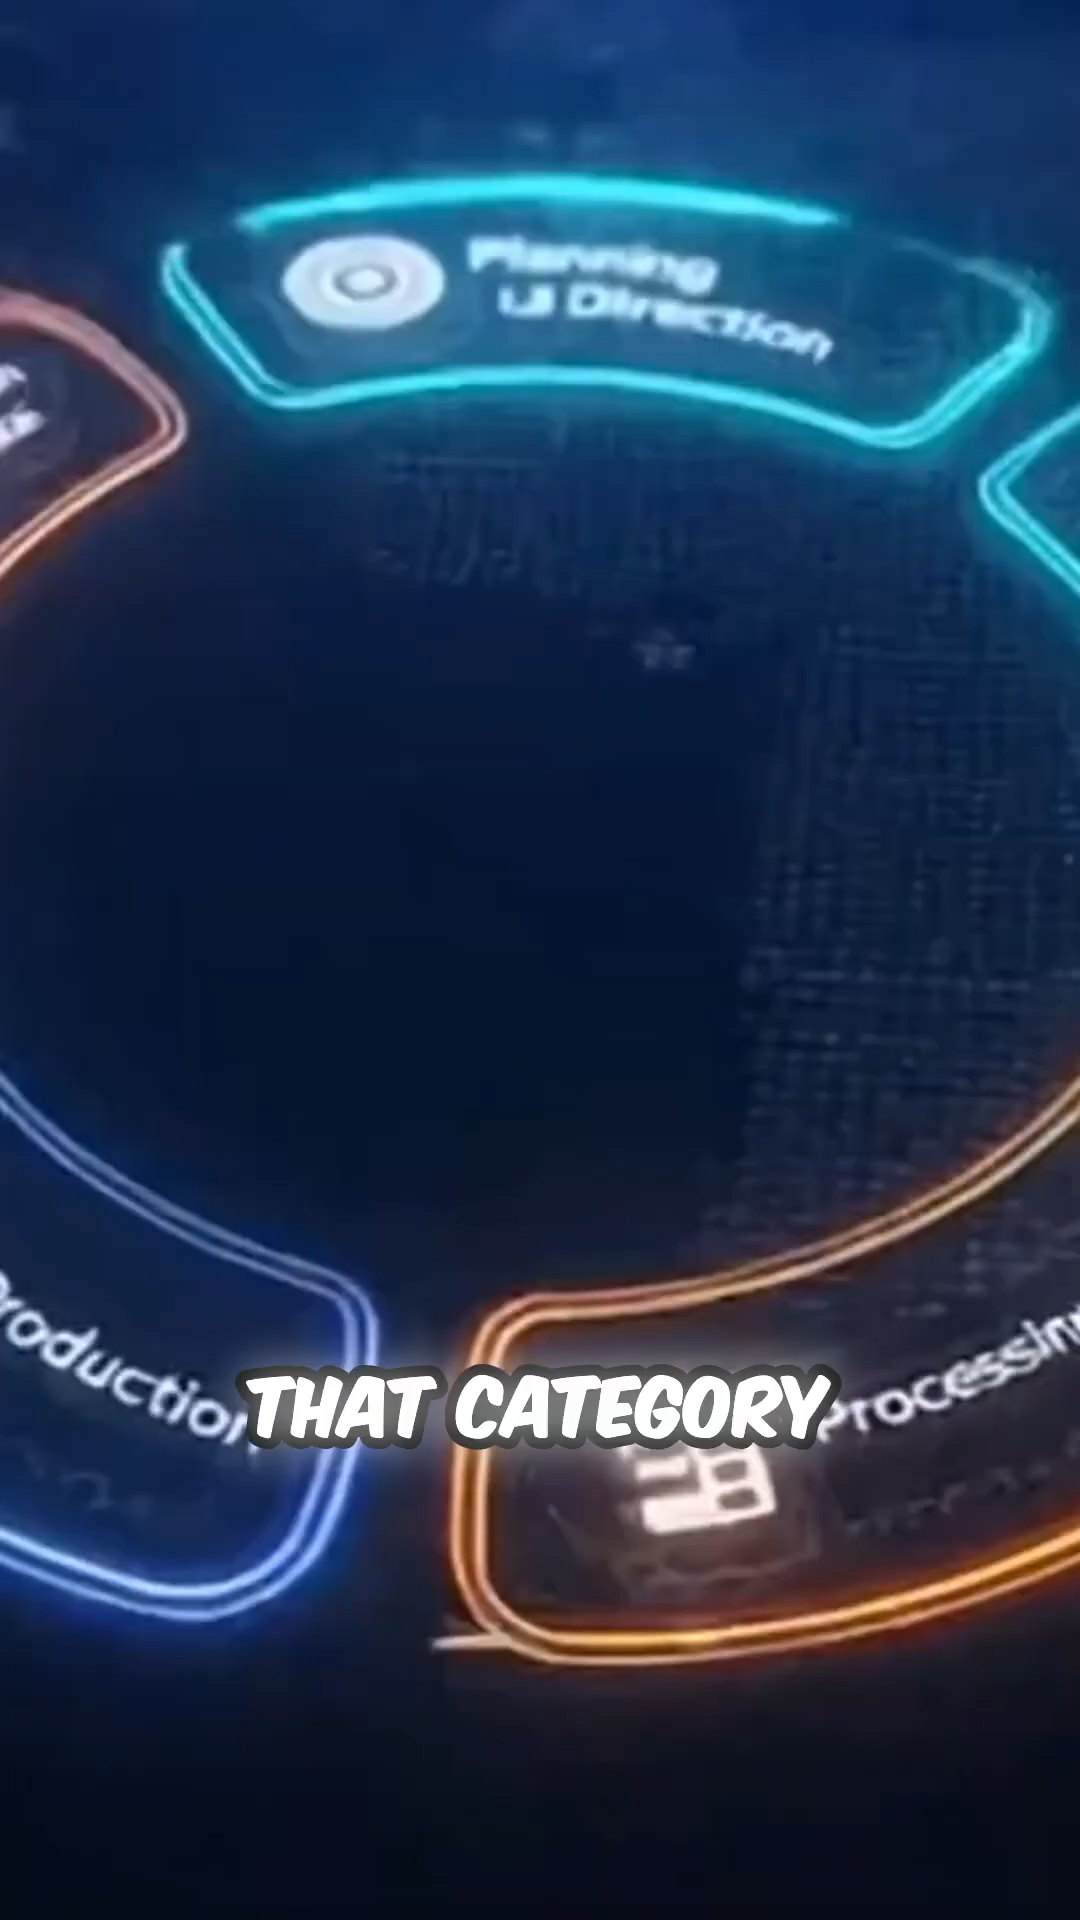 Planning
Direction
Production
Processin
THAT CATEGORY